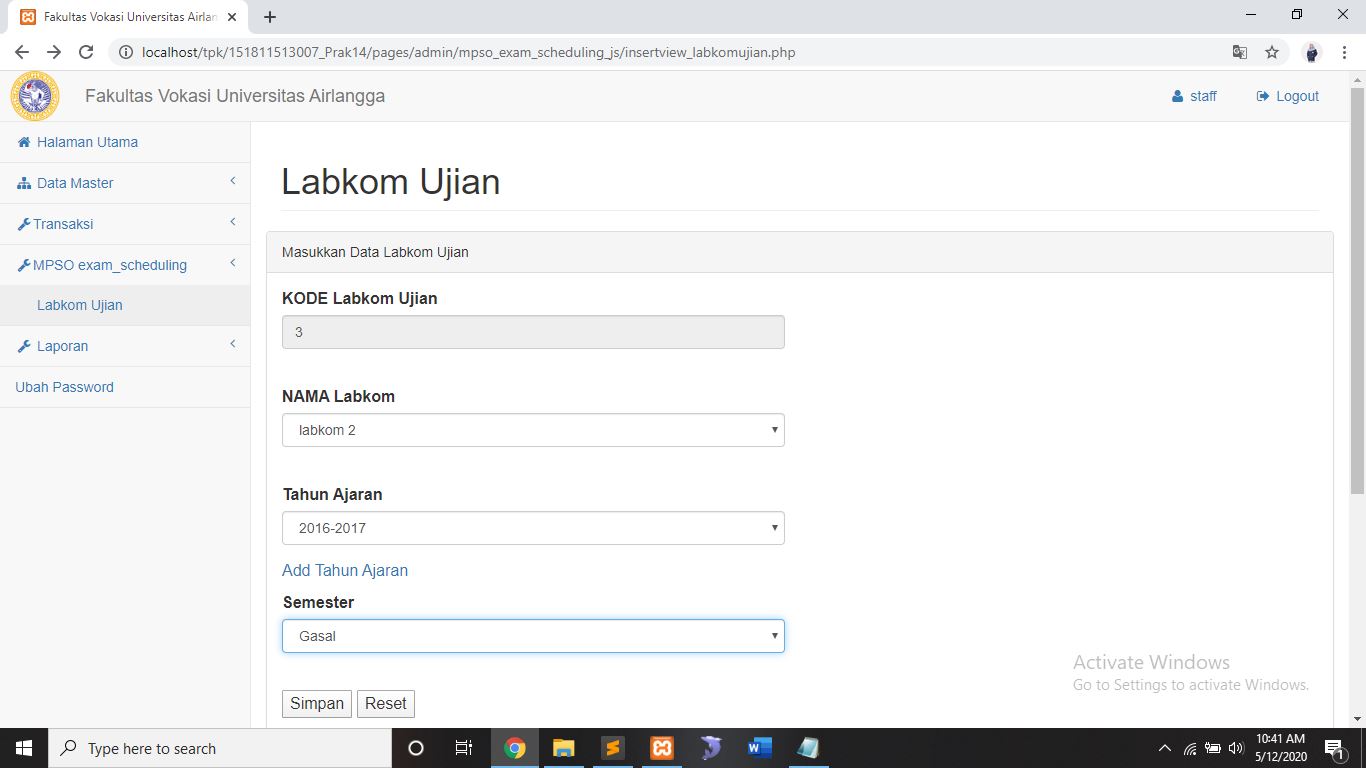 Fakultas Vokasi Universitas Airlan
localhost/tpk/151811513007_Prak14/pages/admin/mpso_exam_scheduling_js/insertview_labkomujian.php
Fakultas Vokasi Universitas Airlangga
staff
Logout
Halaman Utama
Data Master
Transaksi
MPSO exam_scheduling
Labkom Ujian
Laporan
Ubah Password
Labkom Ujian
Masukkan Data Labkom Ujian
KODE Labkom Ujian
3
NAMA Labkom
labkom 2
Tahun Ajaran
2016-2017
Add Tahun Ajaran
Semester
Gasal
Simpan
Reset
Activate Windows
Go to Settings to activate Windows.
Type here to search
10:41 AM
5/12/2020
1